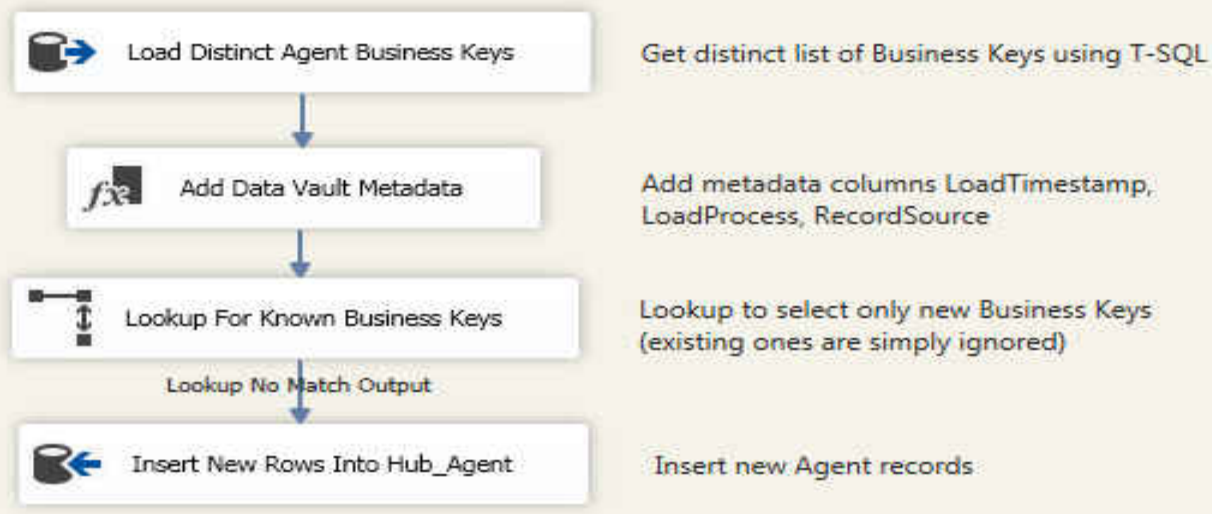 Load Distinct Agent Business Keys
Get distinct list of Business Keys using T-SQL
fx
Add Data Vault Metadata
Add metadata columns LoadTimestamp,
LoadProcess, RecordSource
Lookup For Known Business Keys
Lookup to select only new Business Keys
(existing ones are simply ignored)
Lookup No Match Output
Insert New Rows Into Hub_Agent
Insert new Agent records